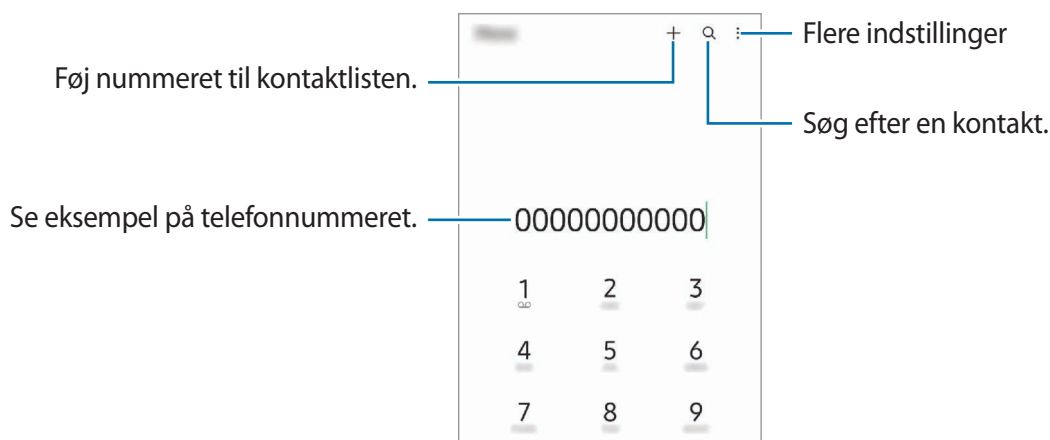 Flere indstillinger
Føj nummeret til kontaktlisten.
Søg efter en kontakt.
Se eksempel på telefonnummeret.
00000000000
1 2 3
4 5 6
7 8 9